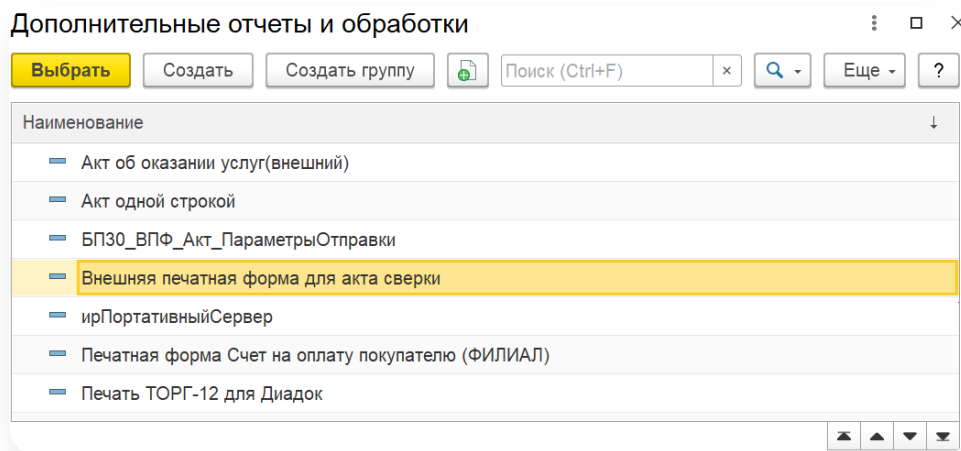 Дополнительные отчеты и обработки
Выбрать Создать Создать группу Поиск (Ctrl+F) × Еще ?
Наименование ↓
Акт об оказании услуг(внешний)
Акт одной строкой
БП30_ВПФ_Акт_ПараметрыОтправки
Внешняя печатная форма для акта сверки
ирПортативныйСервер
Печатная форма Счет на оплату покупателю (ФИЛИАЛ)
Печать ТОРГ-12 для Диадок